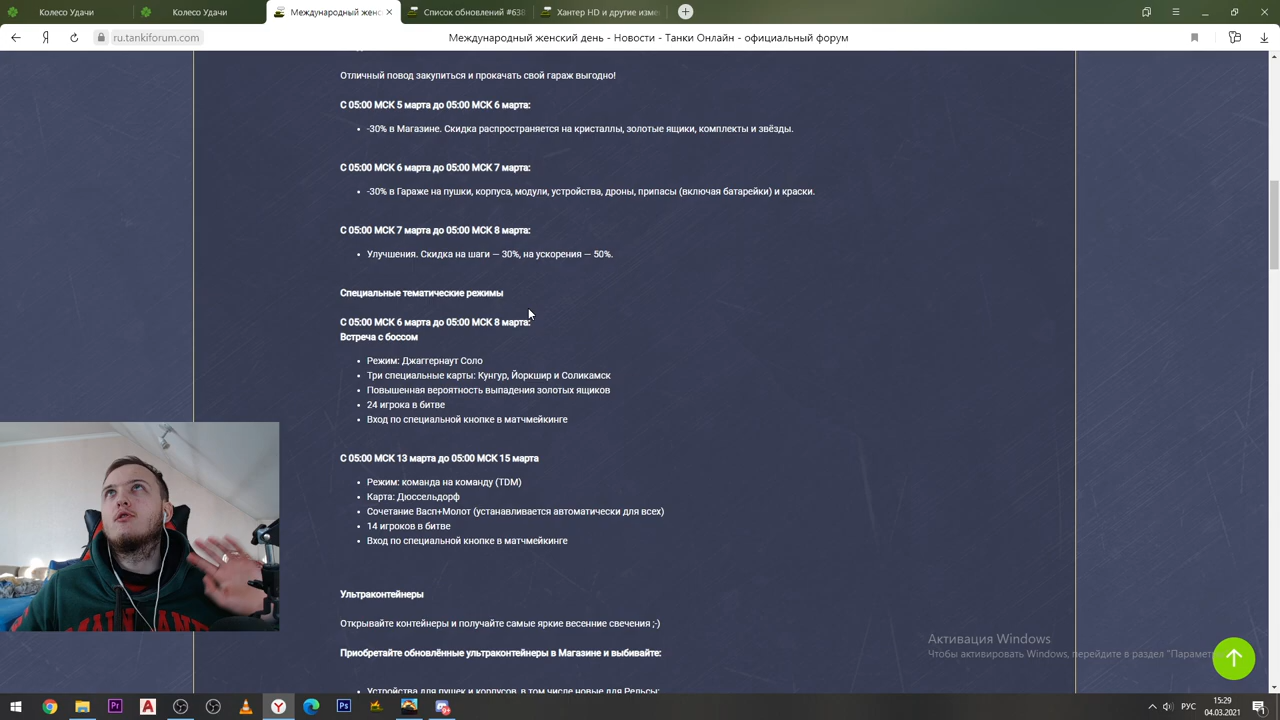 Колесо Удачи
Колесо Удачи
Международный женс
Список обновлений #638
Хантер HD и другие изме
ru.tankiforum.com
Международный женский день - Новости - Танки Онлайн - официальный форум
Отличный повод закупиться и прокачать свой гараж выгодно!
С 05:00 МСК 5 марта до 05:00 МСК 6 марта:
• -30% в Магазине. Скидка распространяется на кристаллы, золотые ящики, комплекты и звёзды.
С 05:00 МСК 6 марта до 05:00 МСК 7 марта:
• -30% в Гараже на пушки, корпуса, модули, устройства, дроны, припасы (включая батарейки) и краски.
С 05:00 МСК 7 марта до 05:00 МСК 8 марта:
• Улучшения. Скидка на шаги — 30%, на ускорения — 50%.
Специальные тематические режимы
С 05:00 МСК 6 марта до 05:00 МСК 8 марта:
Встреча с боссом
• Режим: Джаггернаут Соло
• Три специальные карты: Кунгур, Йоркшир и Соликамск
• Повышенная вероятность выпадения золотых ящиков
• 24 игрока в битве
• Вход по специальной кнопке в матчмейкинге
С 05:00 МСК 13 марта до 05:00 МСК 15 марта
• Режим: команда на команду (TDM)
• Карта: Дюссельдорф
• Сочетание Васп+Молот (устанавливается автоматически для всех)
• 14 игроков в битве
• Вход по специальной кнопке в матчмейкинге
Ультраконтейнеры
Открывайте контейнеры и получайте самые яркие весенние свечения ;-)
Приобретайте обновлённые ультраконтейнеры в Магазине и выбивайте:
• Устройства для пушек и корпусов, в том числе новые для Рельсы;
Активация Windows
Чтобы активировать Windows, перейдите в раздел "Парамет
РУС
15:29
04.03.2021